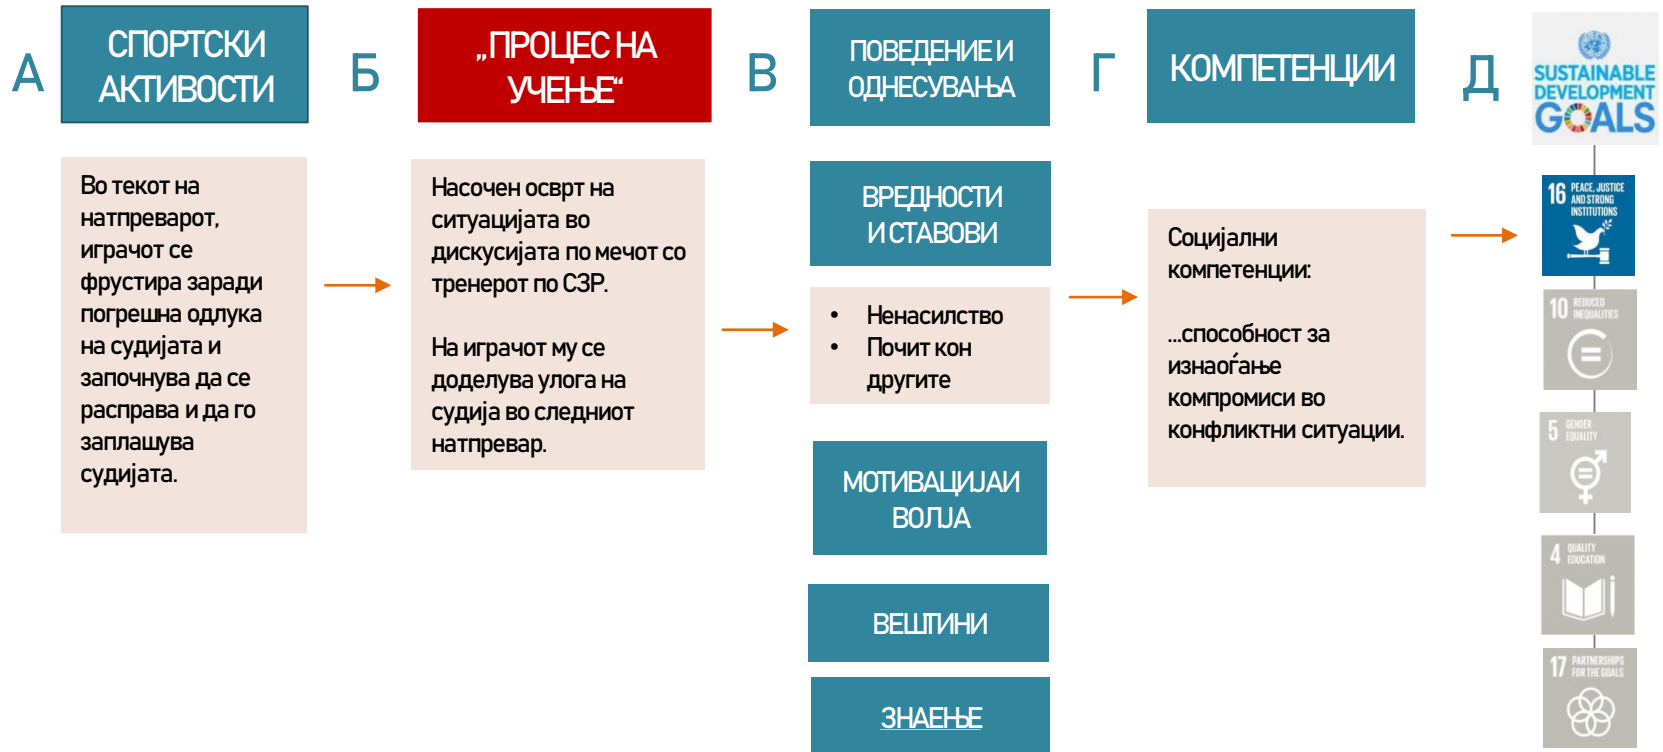 А
СПОРТСКИ
АКТИВОСТИ
Во текот на
натпреварот,
играчот се
фрустира заради
погрешна одлука
на судијата и
започнува да се
расправа и да го
заплашува
судијата.
Б
„ПРОЦЕС НА
УЧЕЊЕ“
Насочен осврт на
ситуацијата во
дискусијата по мечот со
тренерот по СЗР.
На играчот му се
доделува улога на
судија во следниот
натпревар.
В
ПОВЕДЕНИЕ И
ОДНЕСУВАЊА
ВРЕДНОСТИ
И СТАВОВИ
• Ненасилство
• Почит кон
другите
МОТИВАЦИЈАИ
ВОЛЈА
ВЕШТИНИ
ЗНАЕЊЕ
Г
КОМПЕТЕНЦИИ
Социјални
компетенции:
...способност за
изнаоѓање
компромиси во
конфликтни ситуации.
Д
SUSTAINABLE
DEVELOPMENT
GOALS
16 PEACE, JUSTICE
AND STRONG
INSTITUTIONS
10 REDUCED
INEQUALITIES
5 GENDER
EQUALITY
4 QUALITY
EDUCATION
17 PARTNERSHIPS
FOR THE GOALS